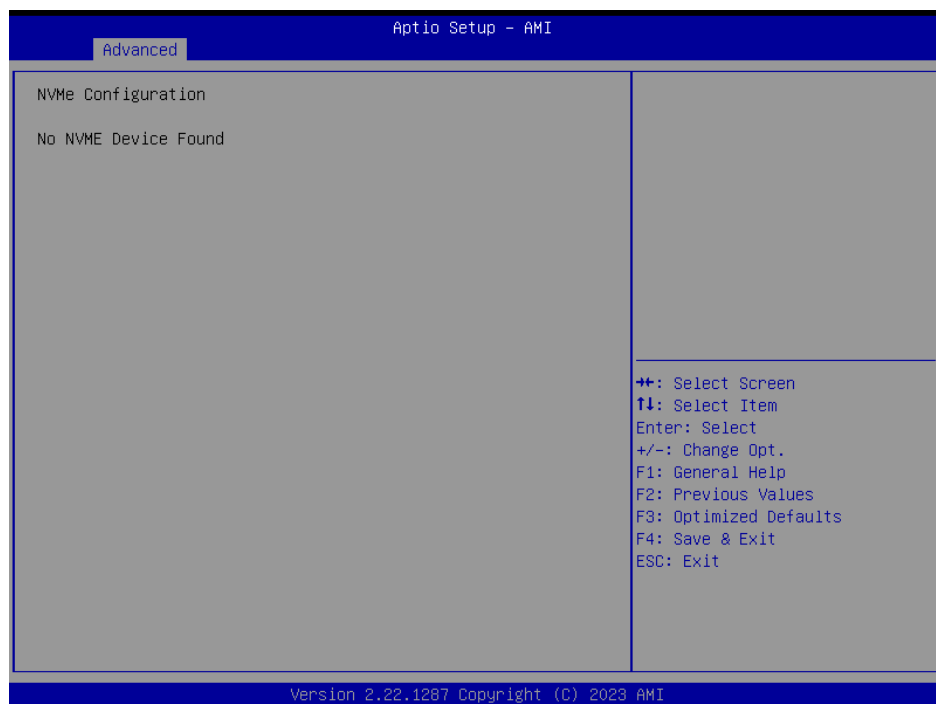 Aptio Setup – AMI
Advanced
NVMe Configuration
No NVME Device Found
→←: Select Screen
↑↓: Select Item
Enter: Select
+/-: Change Opt.
F1: General Help
F2: Previous Values
F3: Optimized Defaults
F4: Save & Exit
ESC: Exit
Version 2.22.1287 Copyright (C) 2023 AMI